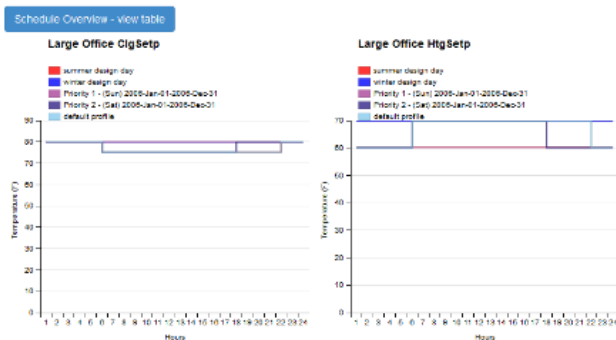 Schedule Overview - view table
Large Office ClgSetp
summer design day
winter design day
Priority 1 - (Sun) 2006-Jan-01-2006-Dec-31
Priority 2 - (Sat) 2006-Jan-01-2006-Dec-31
default profile
90
80
70
60
50
40
30
20
10
0
Temperature (F)
1 2 3 4 5 6 7 8 9 10 11 12 13 14 15 16 17 18 19 20 21 22 23 24
Hours
Large Office HtgSetp
summer design day
winter design day
Priority 1 - (Sun) 2006-Jan-01-2006-Dec-31
Priority 2 - (Sat) 2006-Jan-01-2006-Dec-31
default profile
70
60
50
40
30
20
10
0
Temperature (F)
1 2 3 4 5 6 7 8 9 10 11 12 13 14 15 16 17 18 19 20 21 22 23 24
Hours